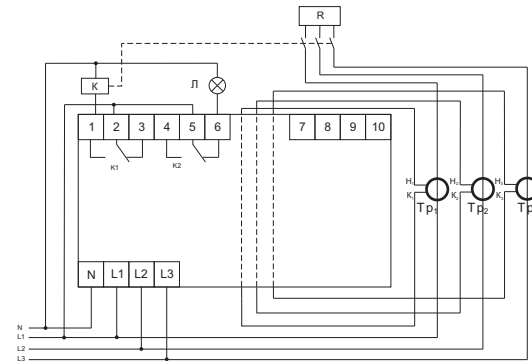 R
К
Л
1 2 3 4 5 6 7 8 9 10
К1 К2
Н₁ Н₂ Н₃
К₁ К₂ К₃
Тр₁ Тр₂ Тр
N L1 L2 L3
N
L1
L2
L3